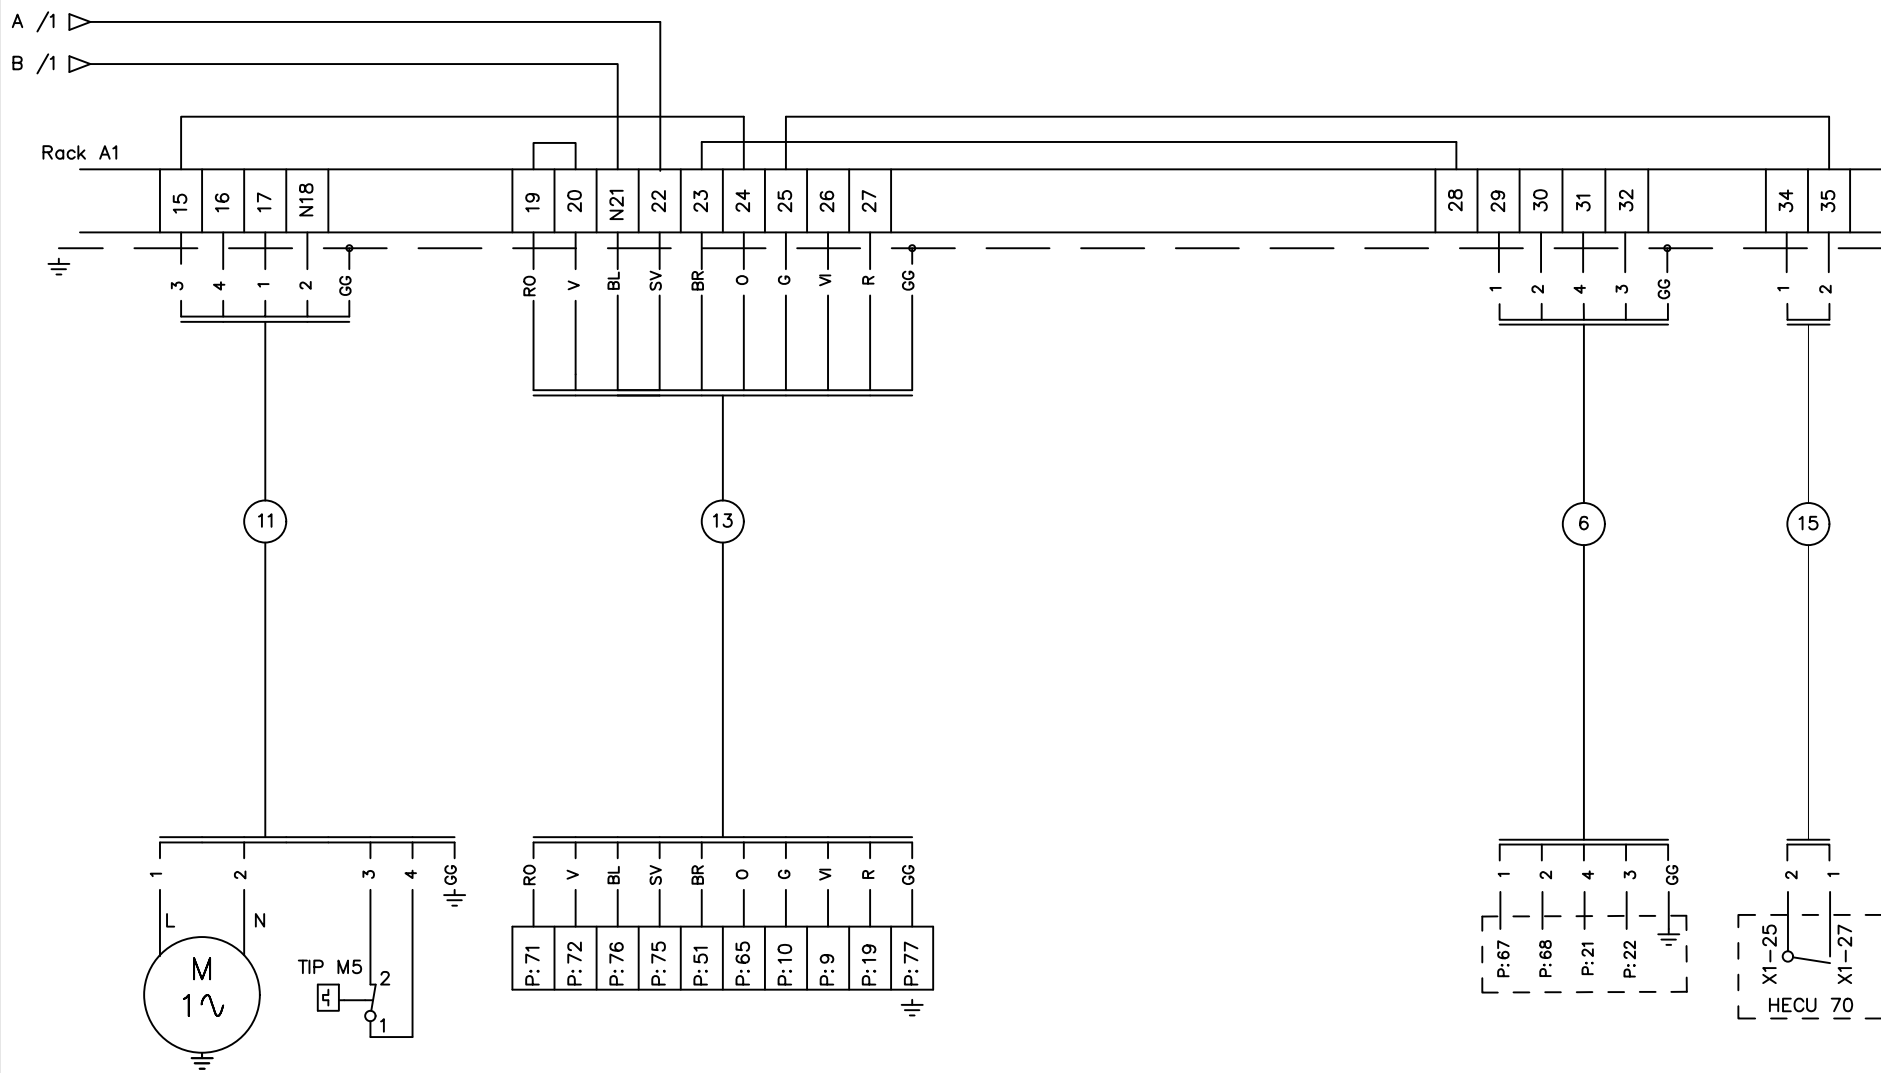 A /1
B /1
Rack A1
15 16 17 N18 19 20 N21 22 23 24 25 26 27 28 29 30 31 32 34 35
3 4 1 2 GG RO V BL SV BR O G VI R GG 1 2 4 3 GG 1 2
11 13 6 15
1 2 3 4 GG RO V BL SV BR O G VI R GG 1 2 4 3 GG 2 1
L N
P:71 P:72 P:76 P:75 P:51 P:65 P:10 P:9 P:19 P:77 P:67 P:68 P:21 P:22 X1-25 X1-27
M TIP M5 2
1 HECU 70
1